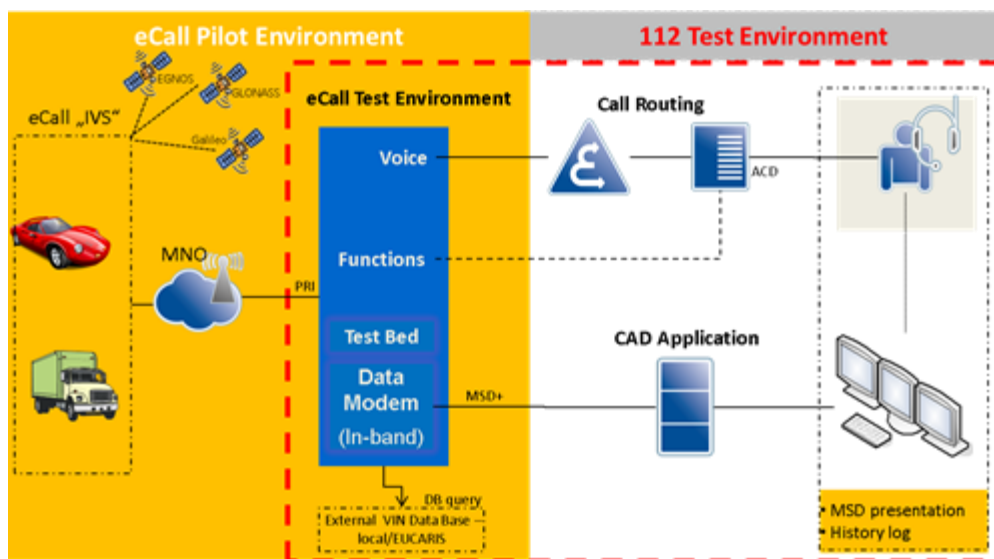 eCall Pilot Environment
112 Test Environment
EGNOS
GLONASS
Galileo
eCall „IVS“
eCall Test Environment
Call Routing
Voice
ACD
Functions
MNO
PRI
Test Bed
Data
Modem
(In-band)
MSD+
CAD Application
DB query
External VIN Data Base –
local/EUCARIS
• MSD presentation
• History log